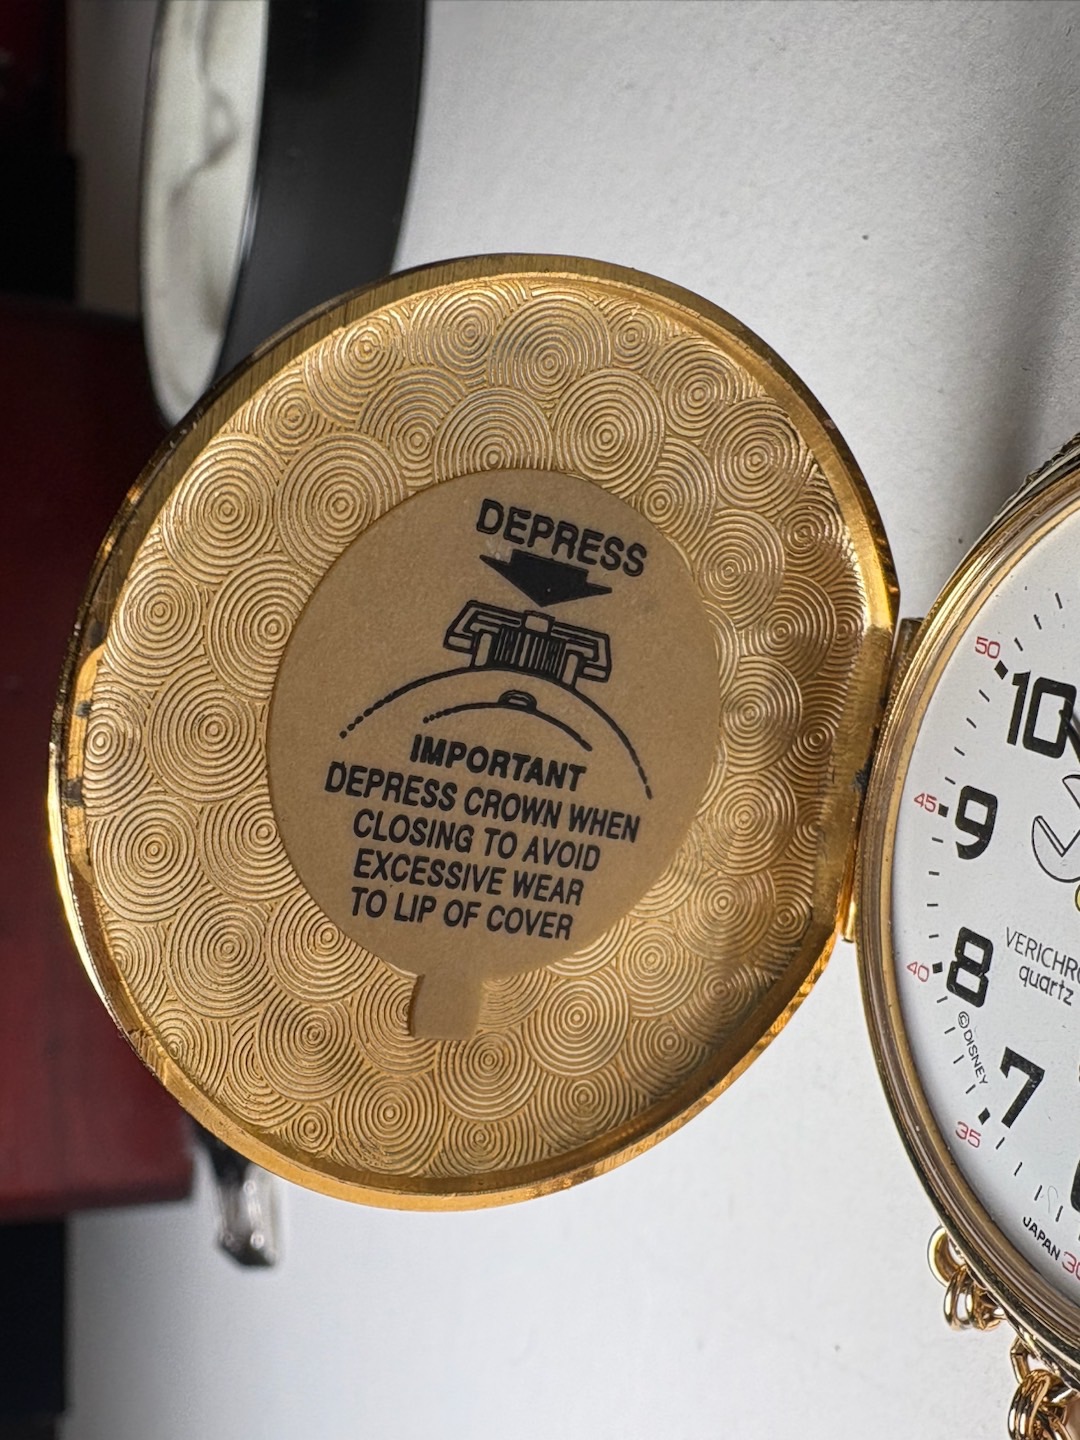 DEPRESS
IMPORTANT
DEPRESS CROWN WHEN
CLOSING TO AVOID
EXCESSIVE WEAR
TO LIP OF COVER
50
10
45
9
40
8
VERICHRO
quartz
©DISNEY
7
35
JAPAN
30